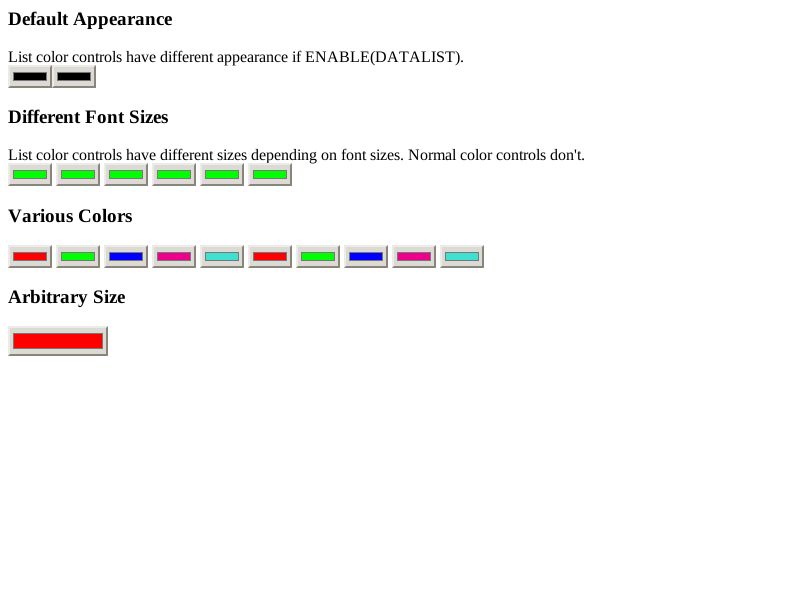 Default Appearance
List color controls have different appearance if ENABLE(DATALIST).
Different Font Sizes
List color controls have different sizes depending on font sizes. Normal color controls don't.
Various Colors
Arbitrary Size